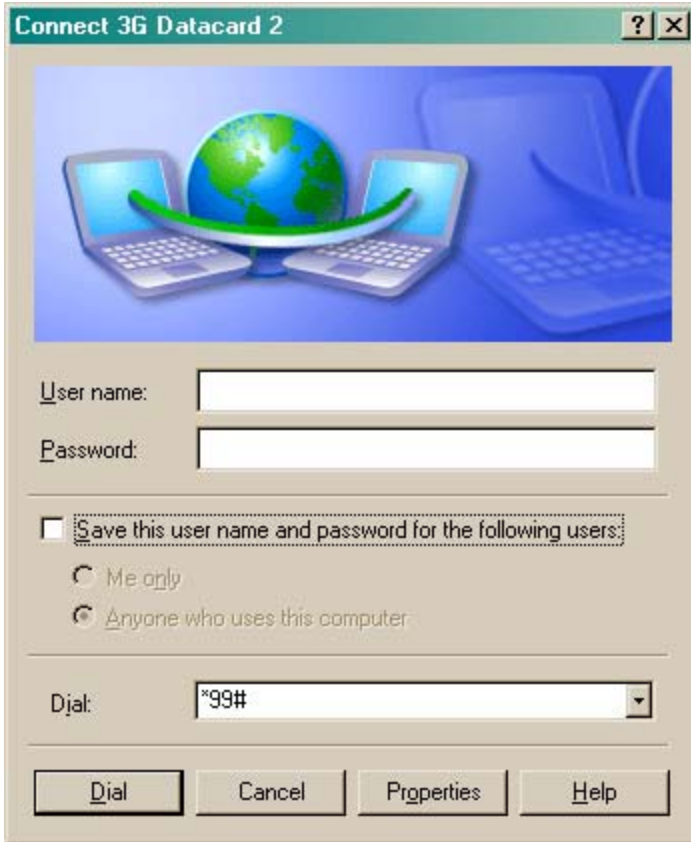 Connect 3G Datacard 2
User name:
Password:
Save this user name and password for the following users:
Me only
Anyone who uses this computer
Dial: *99#
Dial Cancel Properties Help